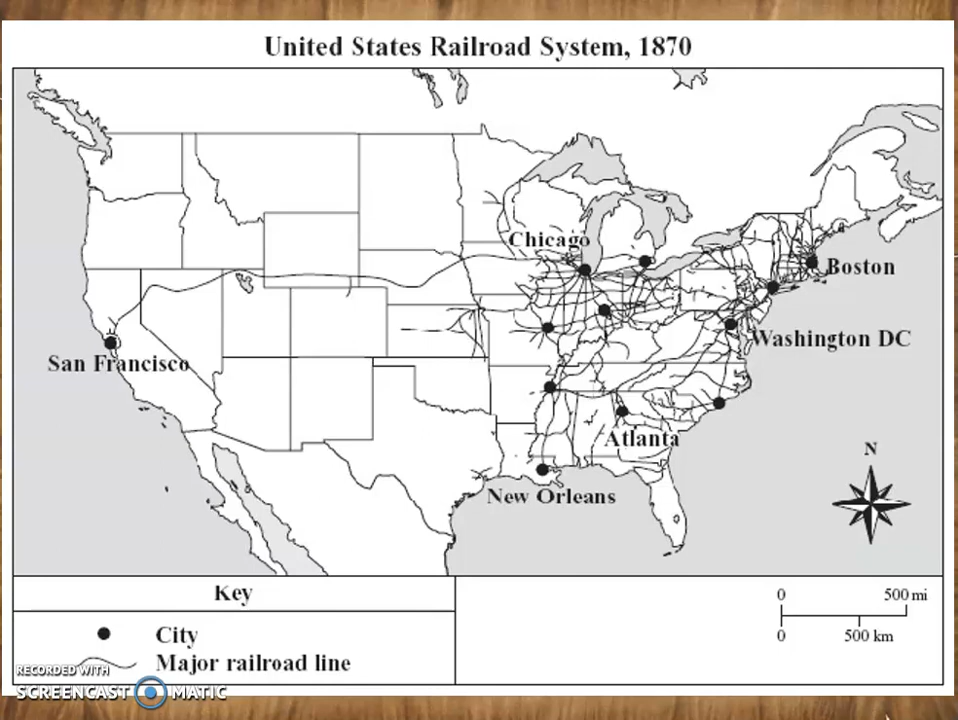 United States Railroad System, 1870
Chicago
Boston
Washington DC
San Francisco
Atlanta
N
New Orleans
Key
0 500 mi
City
0 500 km
Major railroad line
RECORDED WITH
SCREENCAST MATIC